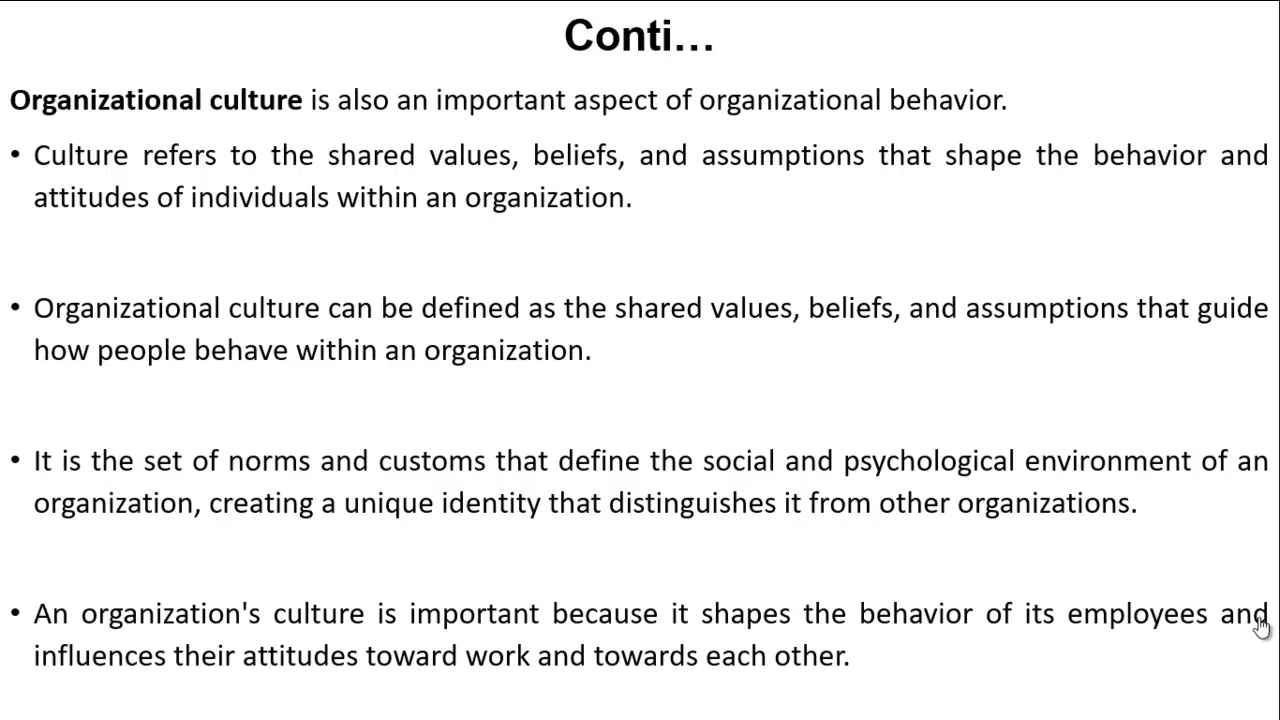 Conti…
Organizational culture is also an important aspect of organizational behavior.
• Culture refers to the shared values, beliefs, and assumptions that shape the behavior and
attitudes of individuals within an organization.
• Organizational culture can be defined as the shared values, beliefs, and assumptions that guide
how people behave within an organization.
• It is the set of norms and customs that define the social and psychological environment of an
organization, creating a unique identity that distinguishes it from other organizations.
• An organization's culture is important because it shapes the behavior of its employees and
influences their attitudes toward work and towards each other.